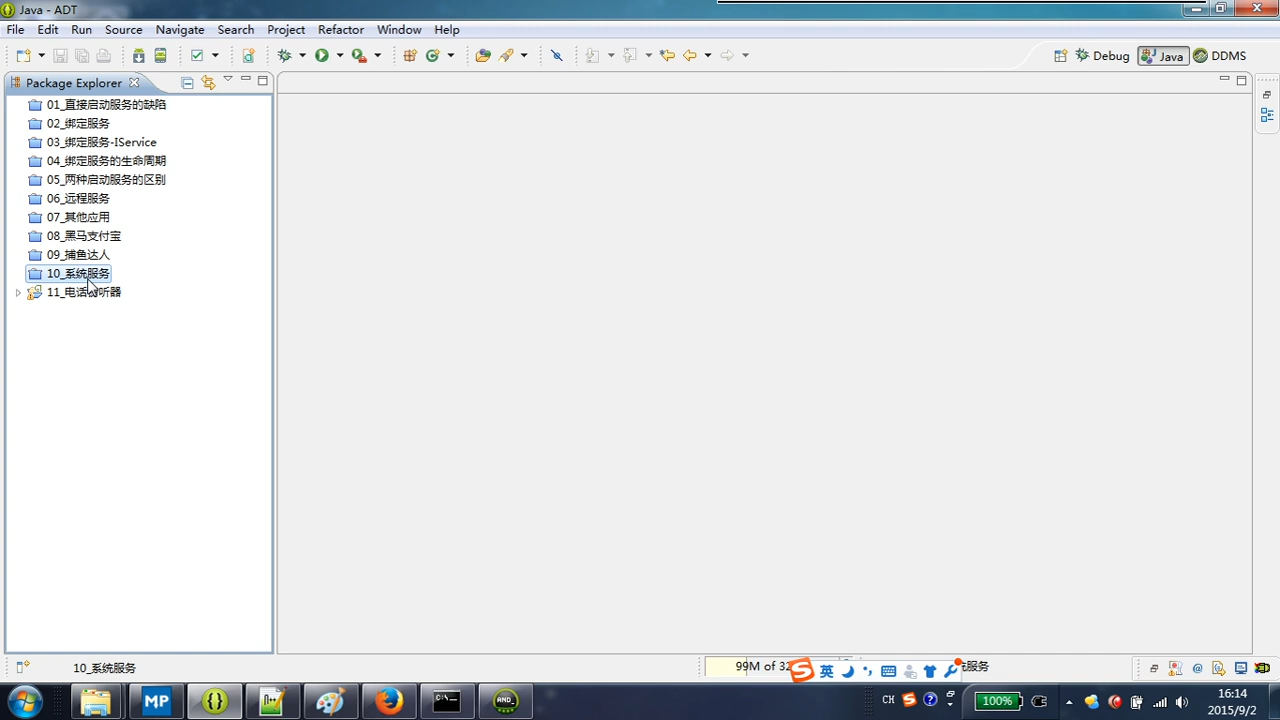 Java - ADT
File Edit Run Source Navigate Search Project Refactor Window Help
Debug Java DDMS
Package Explorer
01_直接启动服务的缺陷
02_绑定服务
03_绑定服务-IService
04_绑定服务的生命周期
05_两种启动服务的区别
06_远程服务
07_其他应用
08_黑马支付宝
09_捕鱼达人
10_系统服务
11_电话窃听器
10_系统服务
99M of 32
英
服务
MP
CH
100%
16:14
2015/9/2